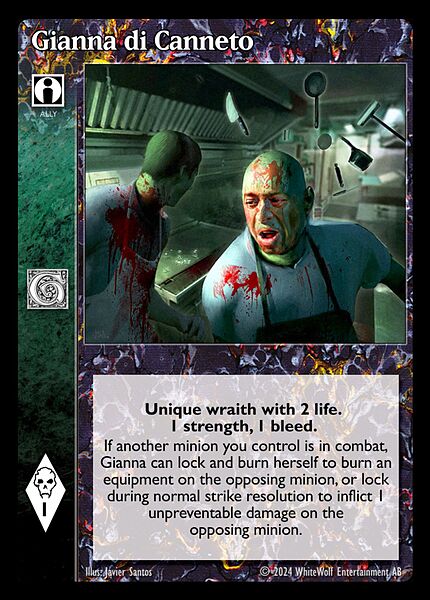 Gianna di Canneto
ALLY
Unique wraith with 2 life.
1 strength, 1 bleed.
If another minion you control is in combat,
Gianna can lock and burn herself to burn an
equipment on the opposing minion, or lock
during normal strike resolution to inflict 1
unpreventable damage on the
opposing minion.
1
Illus: Javier Santos © 2024 WhiteWolf Entertainment AB